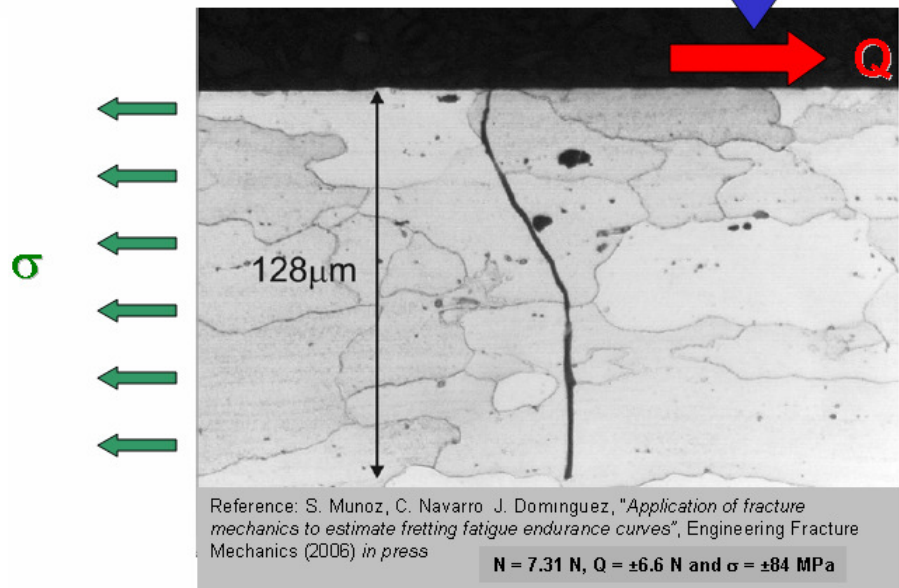 Q
σ
128μm
Reference: S. Munoz, C. Navarro J. Dominguez, "Application of fracture
mechanics to estimate fretting fatigue endurance curves", Engineering Fracture
Mechanics (2006) in press
N = 7.31 N, Q = ±6.6 N and σ = ±84 MPa